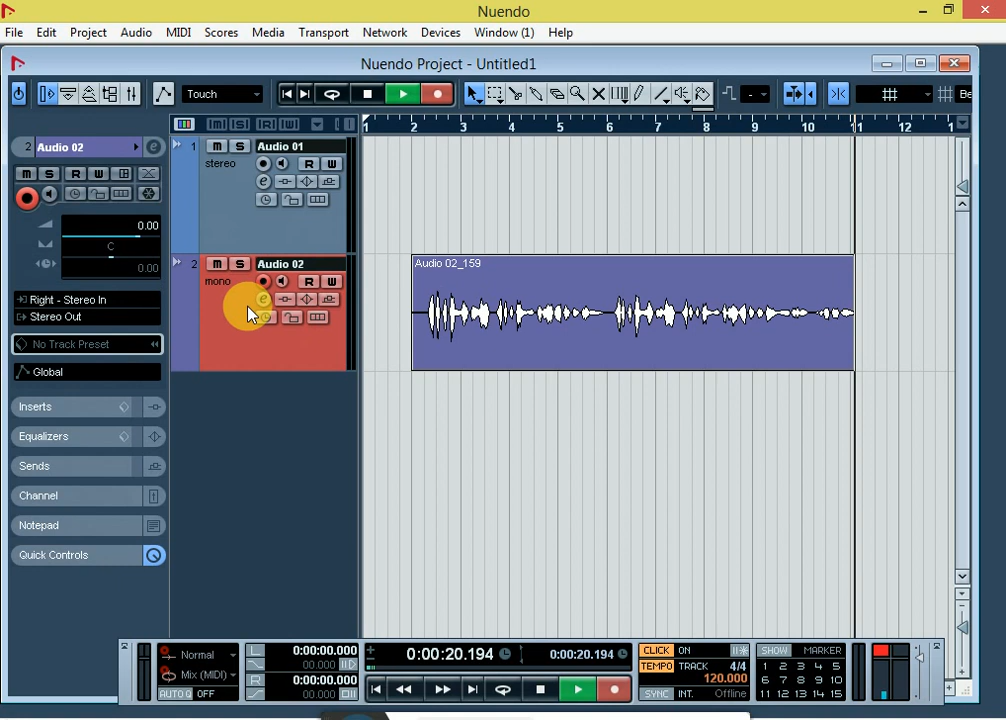 Nuendo
File Edit Project Audio MIDI Scores Media Transport Network Devices Window (1) Help
Nuendo Project - Untitled1
Touch
-
1 2 3 4 5 6 7 8 9 10 11 12 1
2 Audio 02
0.00
C
0.00
Right - Stereo In
Stereo Out
No Track Preset
Global
Inserts
Equalizers
Sends
Channel
Notepad
Quick Controls
1 M S Audio 01
stereo
R W
e
2 M S Audio 02
mono
R W
e
Audio 02_159
Normal
Mix (MIDI)
AUTO Q OFF
L 0:00:00.000
00.000
R 0:00:00.000
00.000
0:00:20.194 0:00:20.194
CLICK ON
TEMPO TRACK 4/4
120.000
SYNC INT. Offline
SHOW MARKER
1 2 3 4 5
6 7 8 9 10
11 12 13 14 15